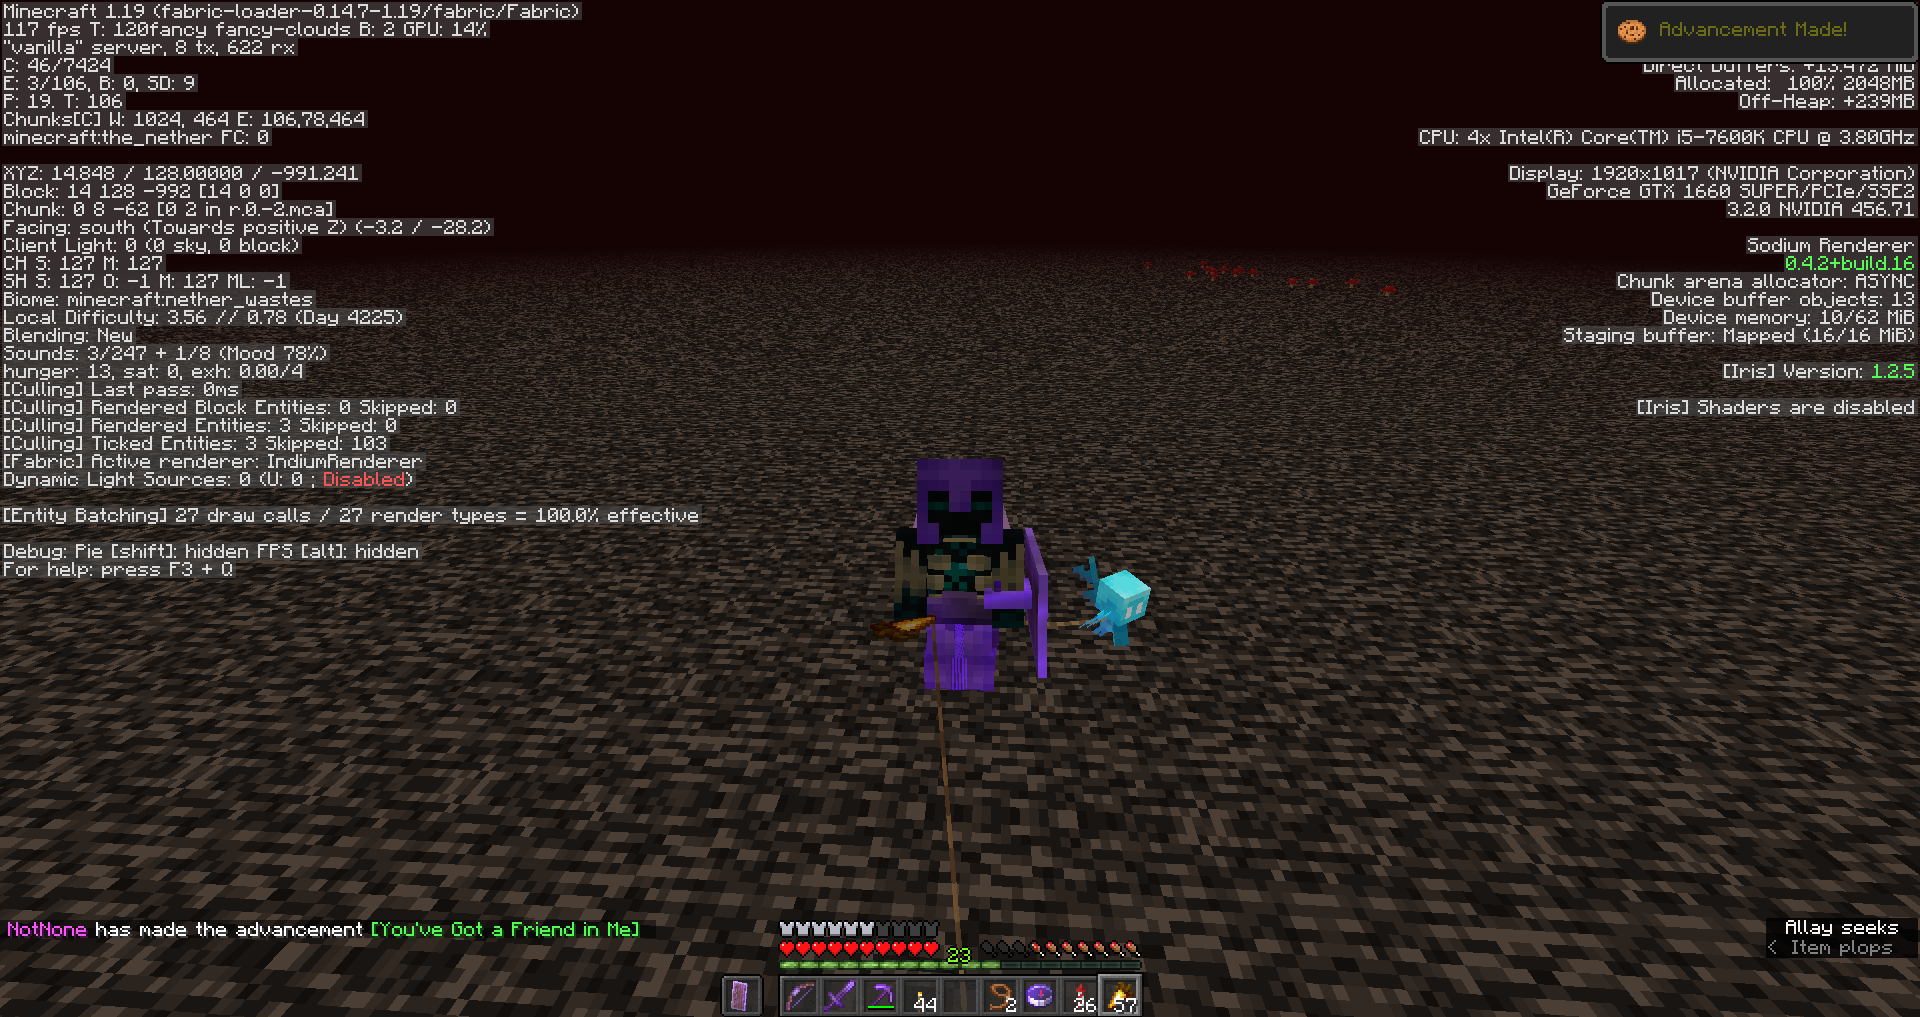 Minecraft 1.19 (fabric-loader-0.14.7-1.19/fabric/Fabric)
117 fps T: 120fancy fancy-clouds B: 2 GPU: 14%
"vanilla" server, 8 tx, 622 rx
C: 46/7424
E: 3/106, B: 0, SD: 9
P: 19. T: 106
Chunks[C] W: 1024, 464 E: 106,78,464
minecraft:the_nether FC: 0
XYZ: 14.848 / 128.00000 / -991.241
Block: 14 128 -992 [14 0 0]
Chunk: 0 8 -62 [0 2 in r.0.-2.mca]
Facing: south (Towards positive Z) (-3.2 / -28.2)
Client Light: 0 (0 sky, 0 block)
CH S: 127 M: 127
SH S: 127 O: -1 M: 127 ML: -1
Biome: minecraft:nether_wastes
Local Difficulty: 3.56 // 0.78 (Day 4225)
Blending: New
Sounds: 3/247 + 1/8 (Mood 78%)
hunger: 13, sat: 0, exh: 0.00/4
[Culling] Last pass: 0ms
[Culling] Rendered Block Entities: 0 Skipped: 0
[Culling] Rendered Entities: 3 Skipped: 0
[Culling] Ticked Entities: 3 Skipped: 103
[Fabric] Active renderer: IndiumRenderer
Dynamic Light Sources: 0 (U: 0 ; Disabled)
[Entity Batching] 27 draw calls / 27 render types = 100.0% effective
Debug: Pie [shift]: hidden FPS [alt]: hidden
For help: press F3 + Q
Advancement Made!
Direct Buffers: +13.472 MiB
Allocated: 100% 2048MB
Off-Heap: +239MB
CPU: 4x Intel(R) Core(TM) i5-7600K CPU @ 3.80GHz
Display: 1920x1017 (NVIDIA Corporation)
GeForce GTX 1660 SUPER/PCIe/SSE2
3.2.0 NVIDIA 456.71
Sodium Renderer
0.4.2+build.16
Chunk arena allocator: ASYNC
Device buffer objects: 13
Device memory: 10/62 MiB
Staging buffer: Mapped (16/16 MiB)
[Iris] Version: 1.2.5
[Iris] Shaders are disabled
NotNone has made the advancement [You've Got a Friend in Me]
Allay seeks
< Item plops
23
44 2 26 57